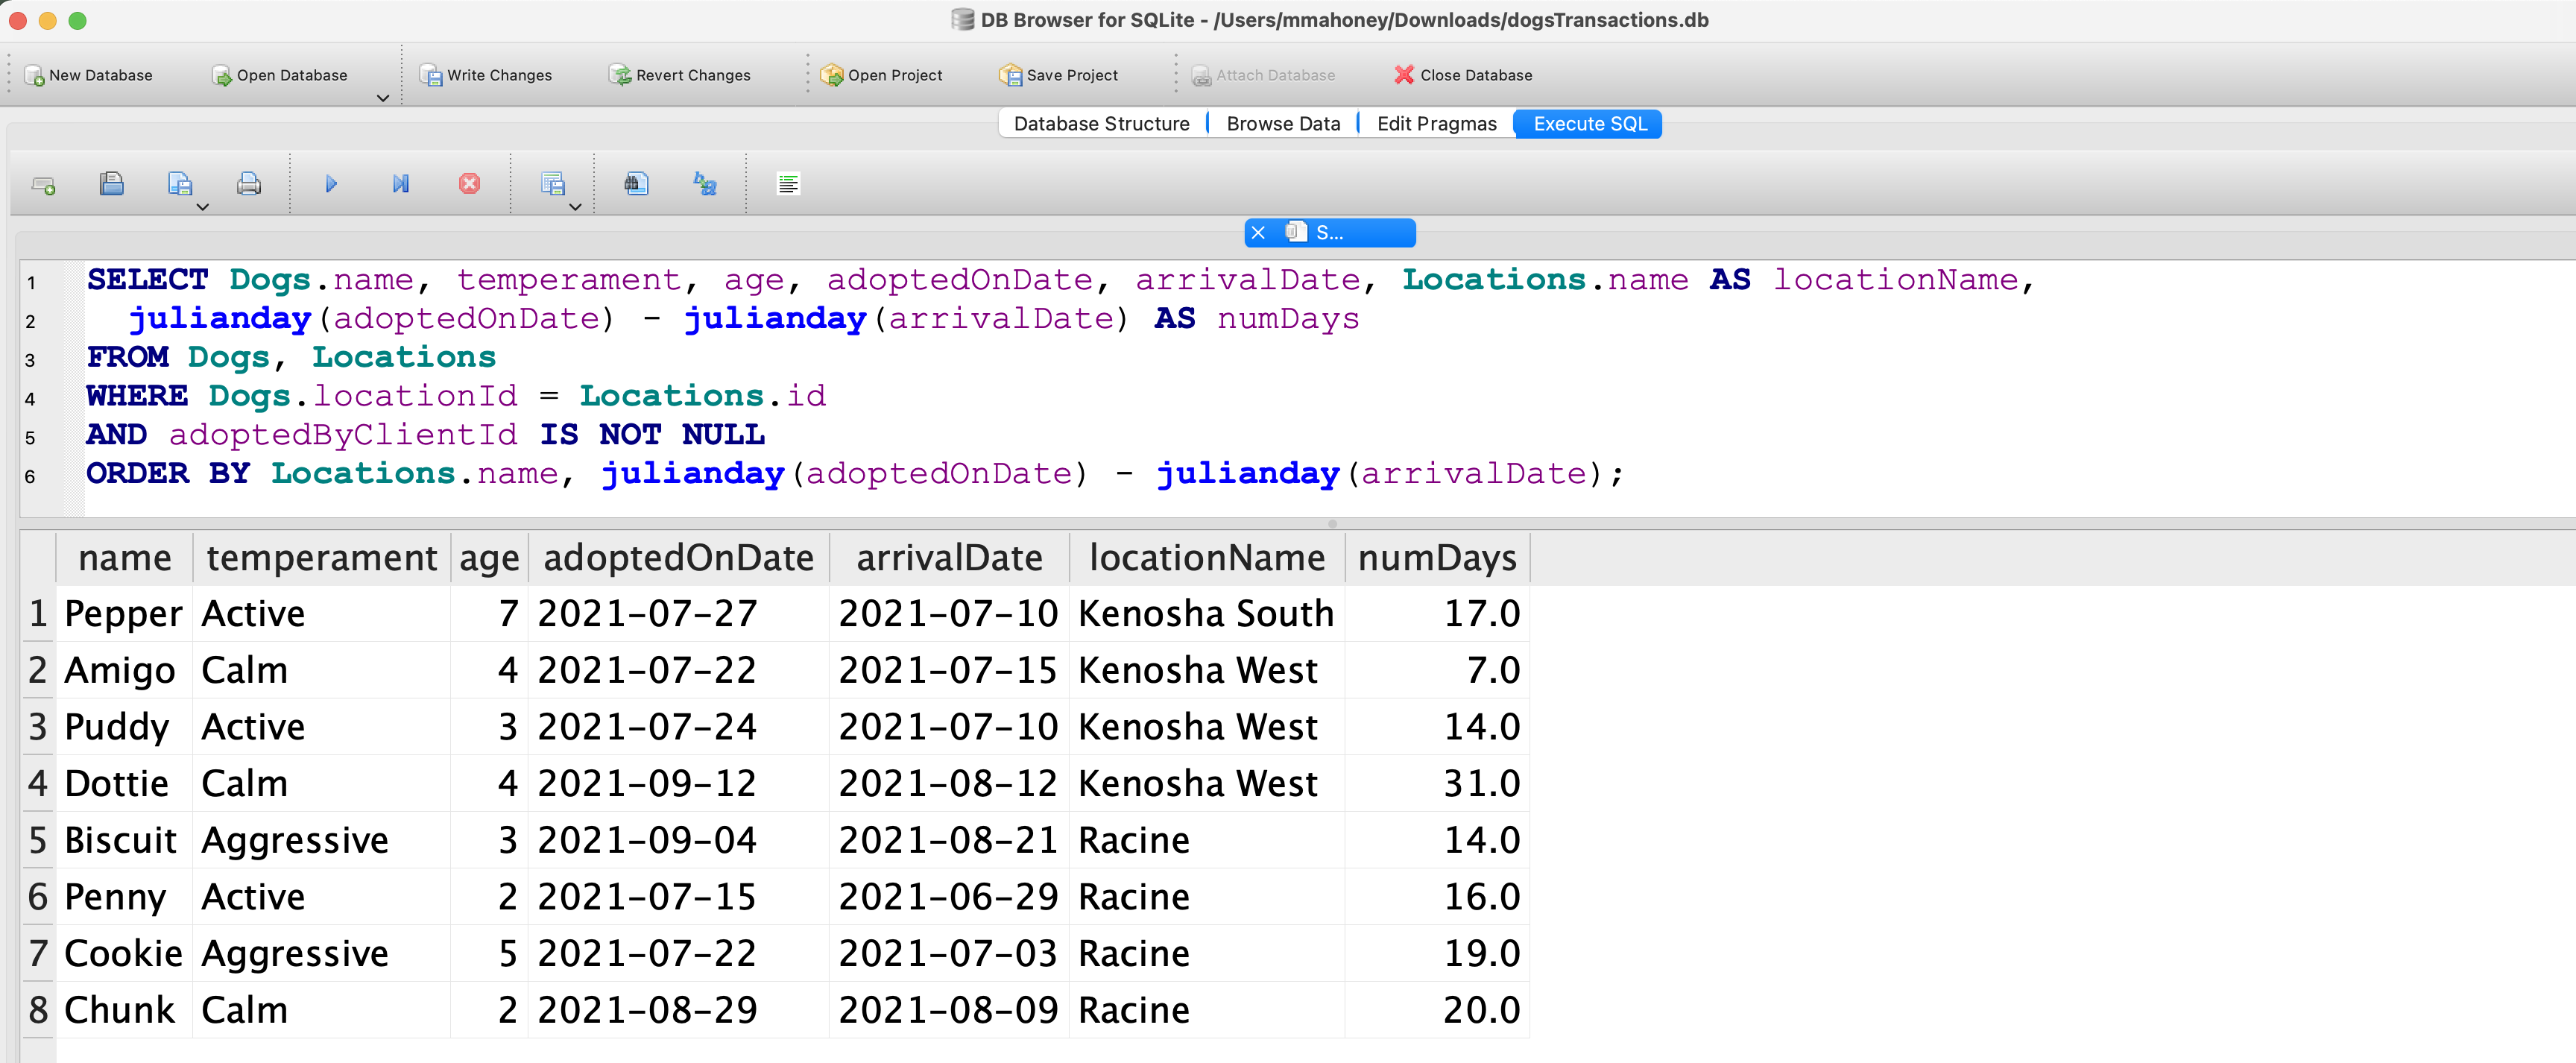 DB Browser for SQLite - /Users/mmahoney/Downloads/dogsTransactions.db
New Database Open Database Write Changes Revert Changes Open Project Save Project Attach Database Close Database
Database Structure Browse Data Edit Pragmas Execute SQL
S...
1 SELECT Dogs.name, temperament, age, adoptedOnDate, arrivalDate, Locations.name AS locationName,
2 julianday(adoptedOnDate) - julianday(arrivalDate) AS numDays
3 FROM Dogs, Locations
4 WHERE Dogs.locationId = Locations.id
5 AND adoptedByClientId IS NOT NULL
6 ORDER BY Locations.name, julianday(adoptedOnDate) - julianday(arrivalDate);
name temperament age adoptedOnDate arrivalDate locationName numDays
1 Pepper Active 7 2021-07-27 2021-07-10 Kenosha South 17.0
2 Amigo Calm 4 2021-07-22 2021-07-15 Kenosha West 7.0
3 Puddy Active 3 2021-07-24 2021-07-10 Kenosha West 14.0
4 Dottie Calm 4 2021-09-12 2021-08-12 Kenosha West 31.0
5 Biscuit Aggressive 3 2021-09-04 2021-08-21 Racine 14.0
6 Penny Active 2 2021-07-15 2021-06-29 Racine 16.0
7 Cookie Aggressive 5 2021-07-22 2021-07-03 Racine 19.0
8 Chunk Calm 2 2021-08-29 2021-08-09 Racine 20.0